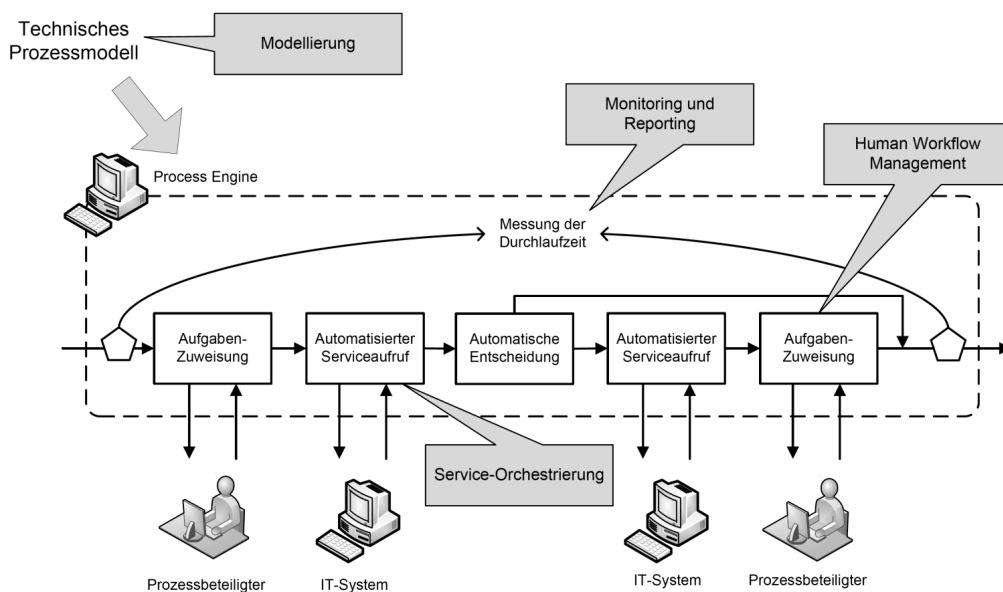 Technisches
Prozessmodell
Modellierung
Monitoring und
Reporting
Human Workflow
Management
Process Engine
Messung der
Durchlaufzeit
Aufgaben-
Zuweisung
Automatisierter
Serviceaufruf
Automatische
Entscheidung
Automatisierter
Serviceaufruf
Aufgaben-
Zuweisung
Service-Orchestrierung
Prozessbeteiligter
IT-System
IT-System
Prozessbeteiligter